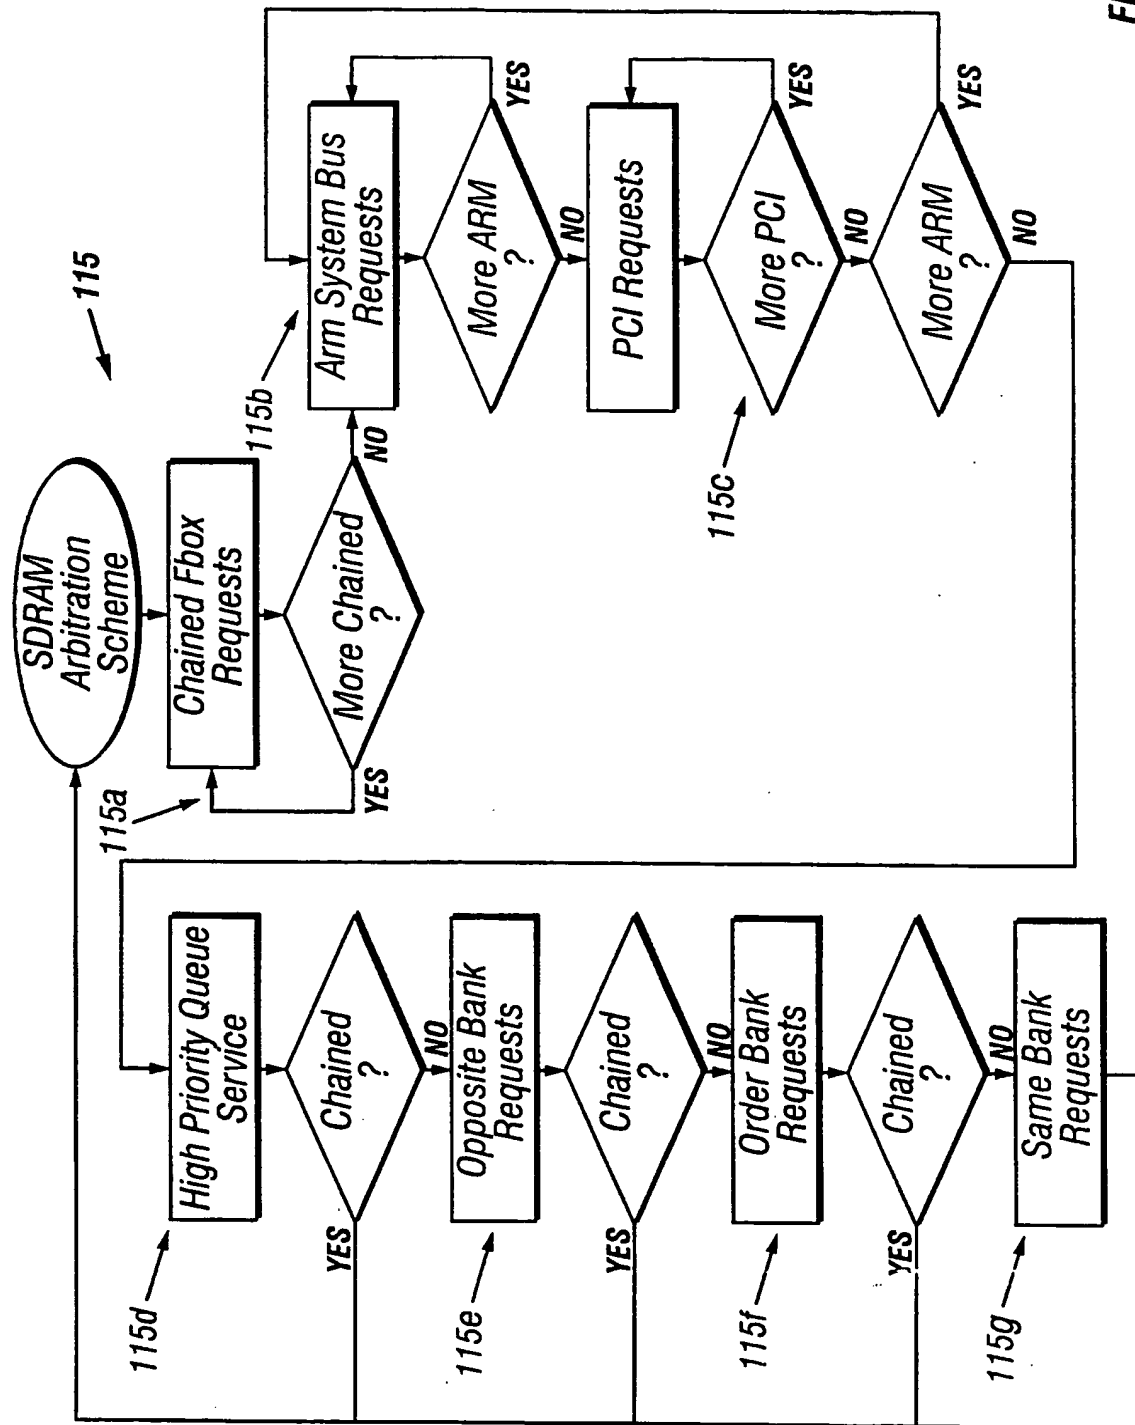 115
SDRAM
Arbitration
Scheme
115a
Chained Fbox
Requests
More Chained
?
YES
NO
115b
Arm System Bus
Requests
More ARM
?
YES
NO
PCI Requests
115c
More PCI
?
YES
NO
More ARM
?
YES
NO
115d
High Priority Queue
Service
Chained
?
YES
NO
115e
Opposite Bank
Requests
Chained
?
YES
NO
115f
Order Bank
Requests
Chained
?
YES
NO
115g
Same Bank
Requests